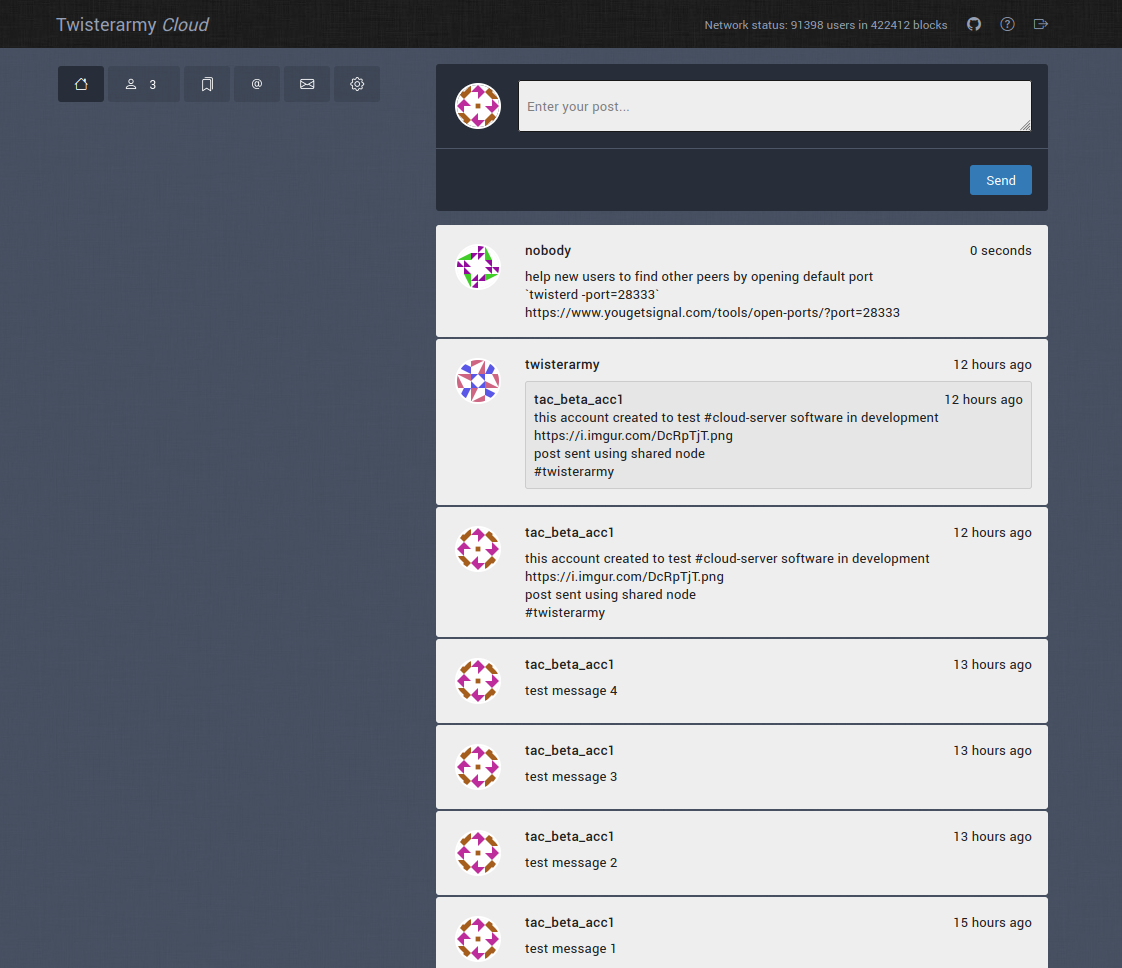 Twisterarmy Cloud
Network status: 91398 users in 422412 blocks
3
@
Enter your post...
Send
nobody 0 seconds
help new users to find other peers by opening default port
`twisterd -port=28333`
https://www.yougetsignal.com/tools/open-ports/?port=28333
twisterarmy 12 hours ago
tac_beta_acc1 12 hours ago
this account created to test #cloud-server software in development
https://i.imgur.com/DcRpTjT.png
post sent using shared node
#twisterarmy
tac_beta_acc1 12 hours ago
this account created to test #cloud-server software in development
https://i.imgur.com/DcRpTjT.png
post sent using shared node
#twisterarmy
tac_beta_acc1 13 hours ago
test message 4
tac_beta_acc1 13 hours ago
test message 3
tac_beta_acc1 13 hours ago
test message 2
tac_beta_acc1 15 hours ago
test message 1